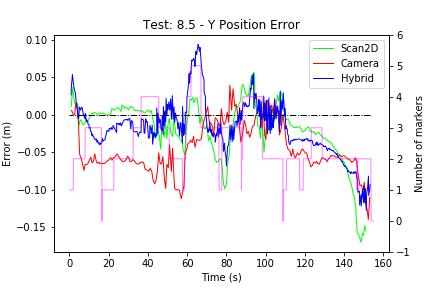 Test: 8.5 - Y Position Error
Scan2D
Camera
Hybrid
Error (m)
0.10
0.05
0.00
−0.05
−0.10
−0.15
6
5
4
3
2
1
0
−1
Number of markers
0 20 40 60 80 100 120 140 160
Time (s)